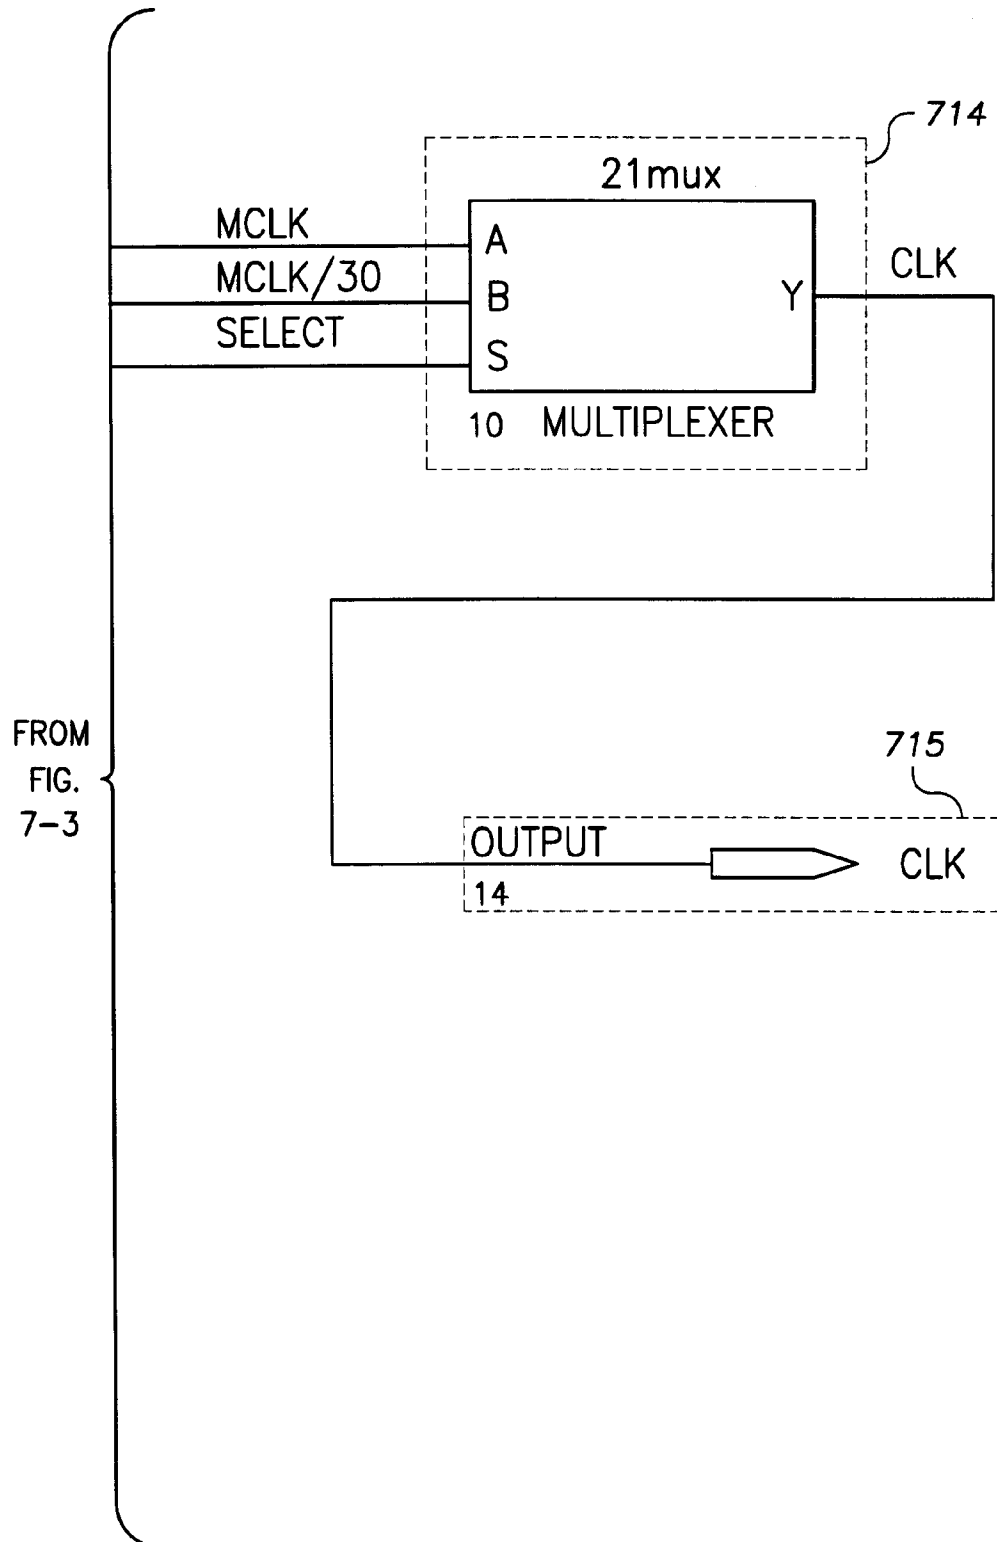 714
21mux
MCLK
A
MCLK/30
B
Y
CLK
SELECT
S
10 MULTIPLEXER
FROM
FIG.
7-3
715
OUTPUT
CLK
14